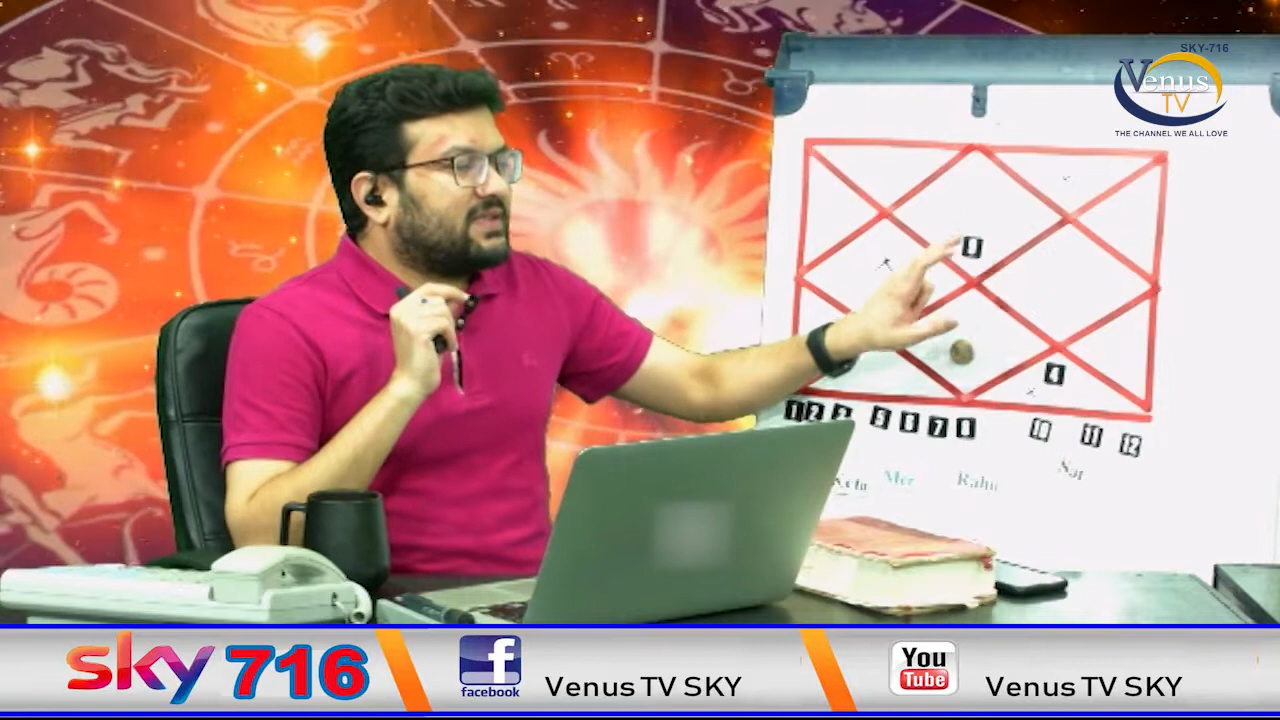 SKY-716
Venus
TV
THE CHANNEL WE ALL LOVE
4
1 2 3 5 6 7 8 10 11 12
Ketu Mer Rahu Sat
sky 716
f
facebook
Venus TV SKY
You
Tube
Venus TV SKY